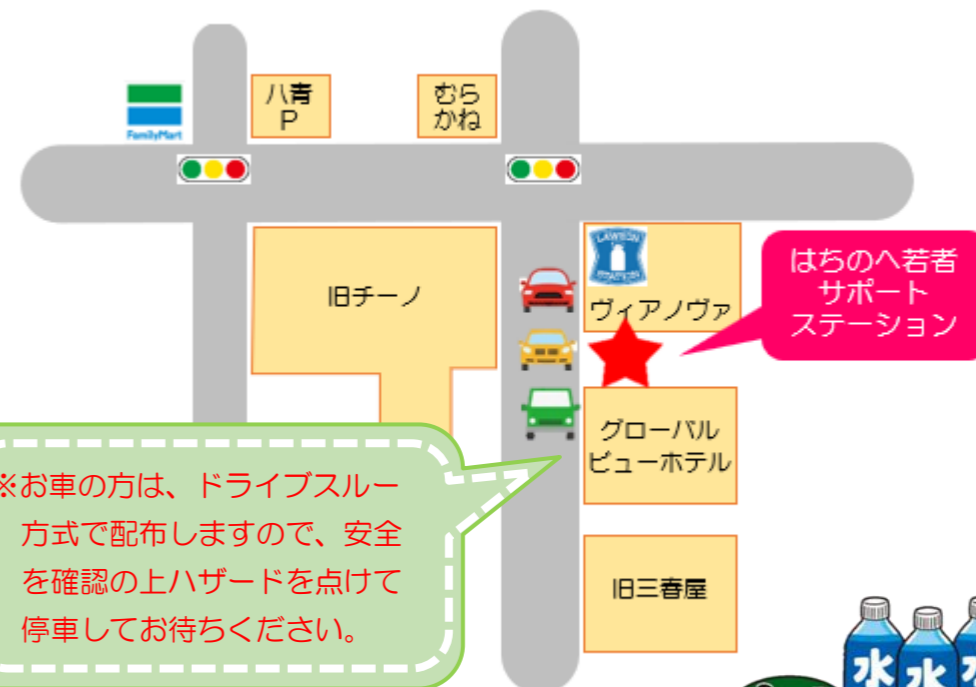 FamilyMart
八青
P
むら
かね
LAWSON
STATION
旧チーノ
ヴィアノヴァ
はちのへ若者
サポート
ステーション
グローバル
ビューホテル
※お車の方は、ドライブスルー
方式で配布しますので、安全
を確認の上ハザードを点けて
停車してお待ちください。
旧三春屋
水
水